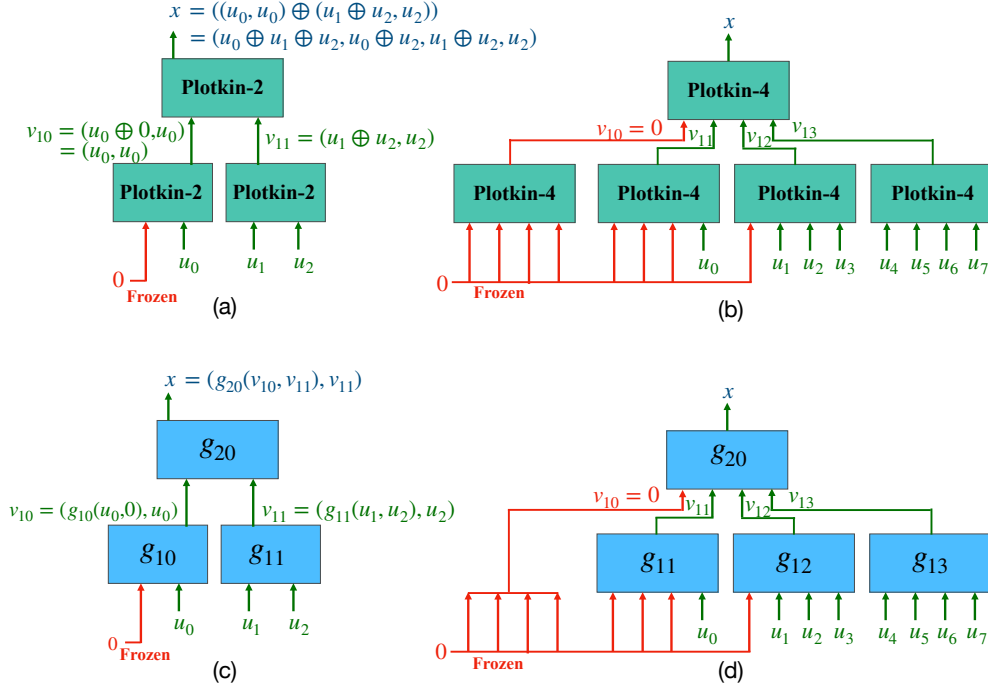 x = ((u₀, u₀) ⊕ (u₁ ⊕ u₂, u₂))
= (u₀ ⊕ u₁ ⊕ u₂, u₀ ⊕ u₂, u₁ ⊕ u₂, u₂)
Plotkin-2
v₁₀ = (u₀ ⊕ 0,u₀)
= (u₀, u₀)
v₁₁ = (u₁ ⊕ u₂, u₂)
Plotkin-2 Plotkin-2
u₀ u₁ u₂
0
Frozen
(a)
x
Plotkin-4
v₁₀ = 0 v₁₁ v₁₂ v₁₃
Plotkin-4 Plotkin-4 Plotkin-4 Plotkin-4
u₀ u₁ u₂ u₃ u₄ u₅ u₆ u₇
0
Frozen
(b)
x = (g₂₀(v₁₀, v₁₁), v₁₁)
g₂₀
v₁₀ = (g₁₀(u₀,0), u₀) v₁₁ = (g₁₁(u₁, u₂), u₂)
g₁₀ g₁₁
u₀ u₁ u₂
0
Frozen
(c)
x
g₂₀
v₁₀ = 0 v₁₁ v₁₂ v₁₃
g₁₁ g₁₂ g₁₃
u₀ u₁ u₂ u₃ u₄ u₅ u₆ u₇
0
Frozen
(d)